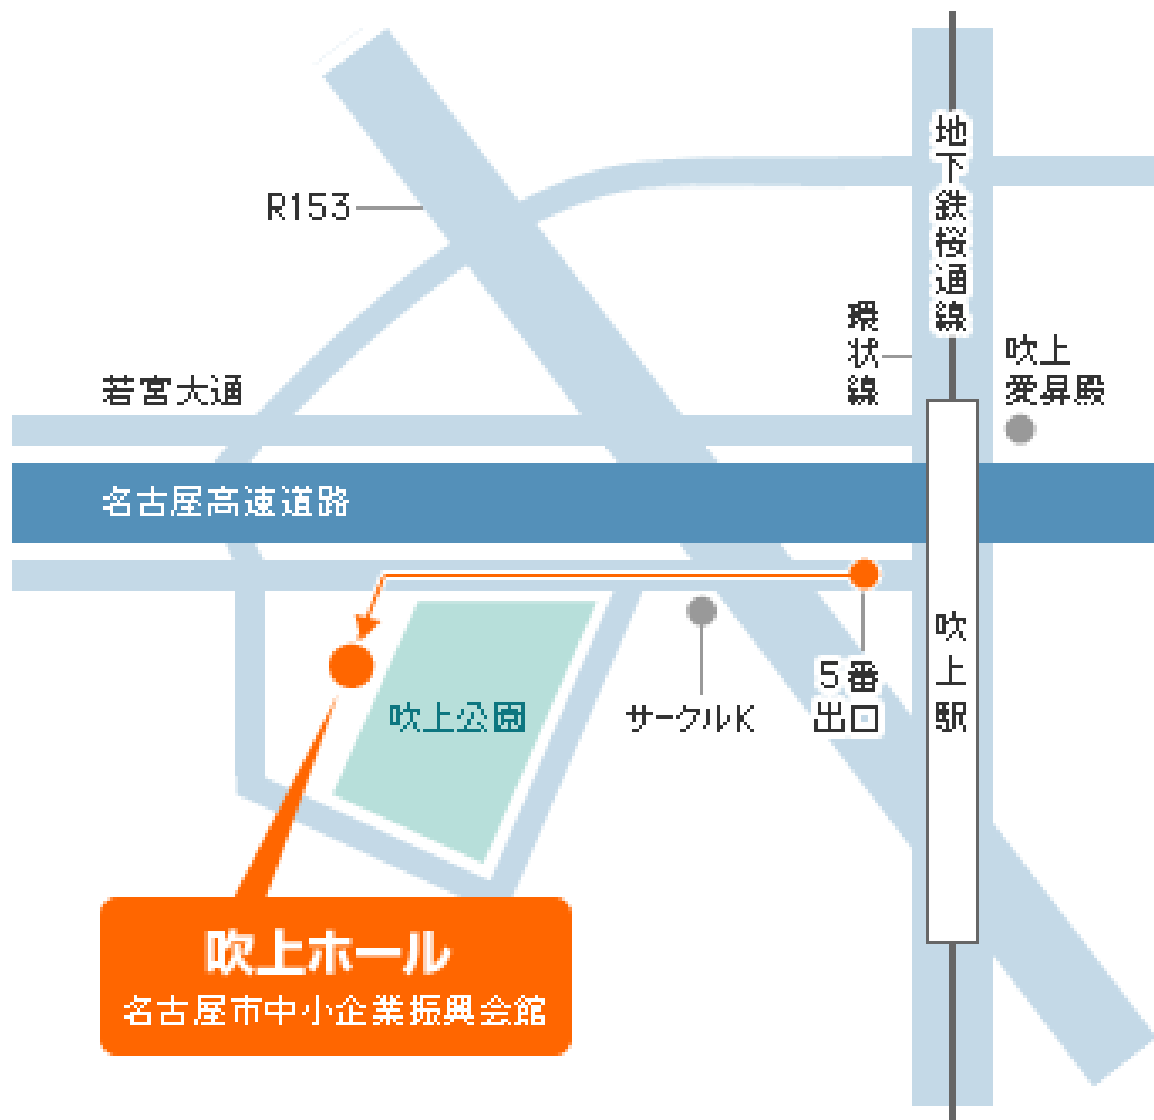 地下鉄桜通線
R153
環状線
吹上
愛昇殿
若宮大通
名古屋高速道路
吹上駅
5番
出口
サークルK
吹上公園
吹上ホール
名古屋市中小企業振興会館